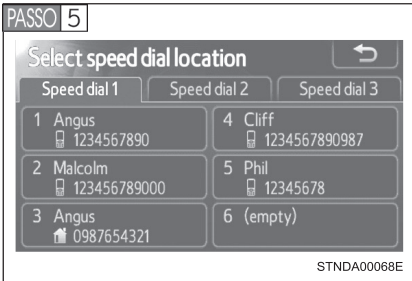 PASSO 5
Select speed dial location
Speed dial 1 Speed dial 2 Speed dial 3
1 Angus
1234567890
2 Malcolm
123456789000
3 Angus
0987654321
4 Cliff
1234567890987
5 Phil
12345678
6 (empty)
STNDA00068E